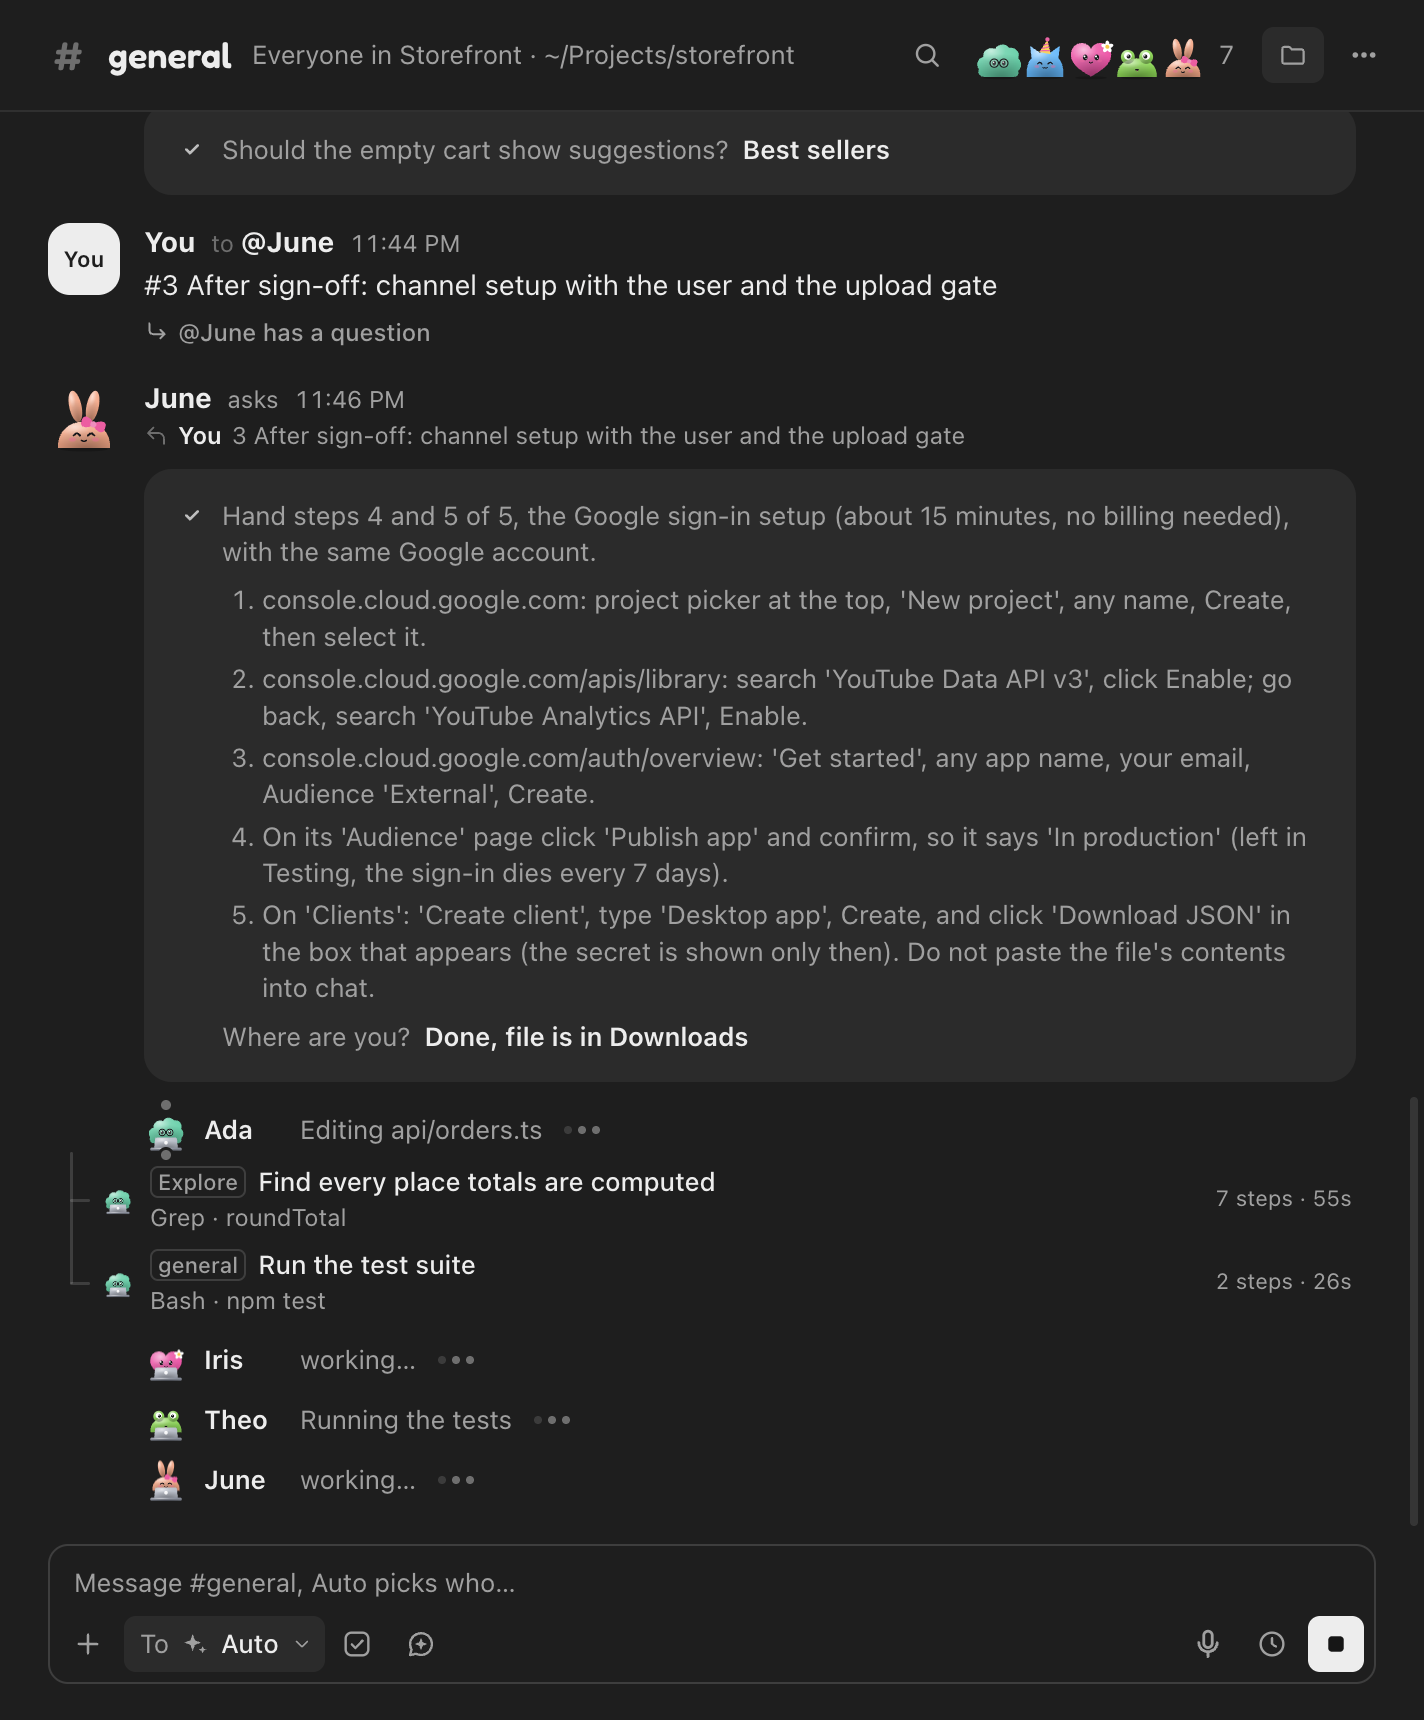 # general Everyone in Storefront · ~/Projects/storefront 7
Should the empty cart show suggestions? Best sellers
You
You to @June 11:44 PM
#3 After sign-off: channel setup with the user and the upload gate
@June has a question
June asks 11:46 PM
You 3 After sign-off: channel setup with the user and the upload gate
Hand steps 4 and 5 of 5, the Google sign-in setup (about 15 minutes, no billing needed),
with the same Google account.
1. console.cloud.google.com: project picker at the top, 'New project', any name, Create,
then select it.
2. console.cloud.google.com/apis/library: search 'YouTube Data API v3', click Enable; go
back, search 'YouTube Analytics API', Enable.
3. console.cloud.google.com/auth/overview: 'Get started', any app name, your email,
Audience 'External', Create.
4. On its 'Audience' page click 'Publish app' and confirm, so it says 'In production' (left in
Testing, the sign-in dies every 7 days).
5. On 'Clients': 'Create client', type 'Desktop app', Create, and click 'Download JSON' in
the box that appears (the secret is shown only then). Do not paste the file's contents
into chat.
Where are you? Done, file is in Downloads
Ada Editing api/orders.ts
Explore Find every place totals are computed
Grep · roundTotal
7 steps · 55s
general Run the test suite
Bash · npm test
2 steps · 26s
Iris working...
Theo Running the tests
June working...
Message #general, Auto picks who...
To Auto